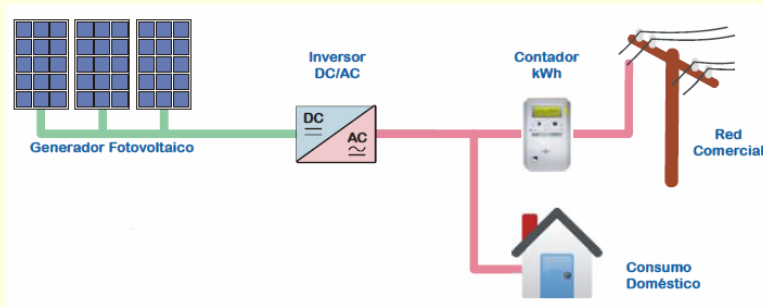 Inversor
DC/AC
Contador
kWh
DC
AC
Generador Fotovoltaico
Red
Comercial
Consumo
Doméstico